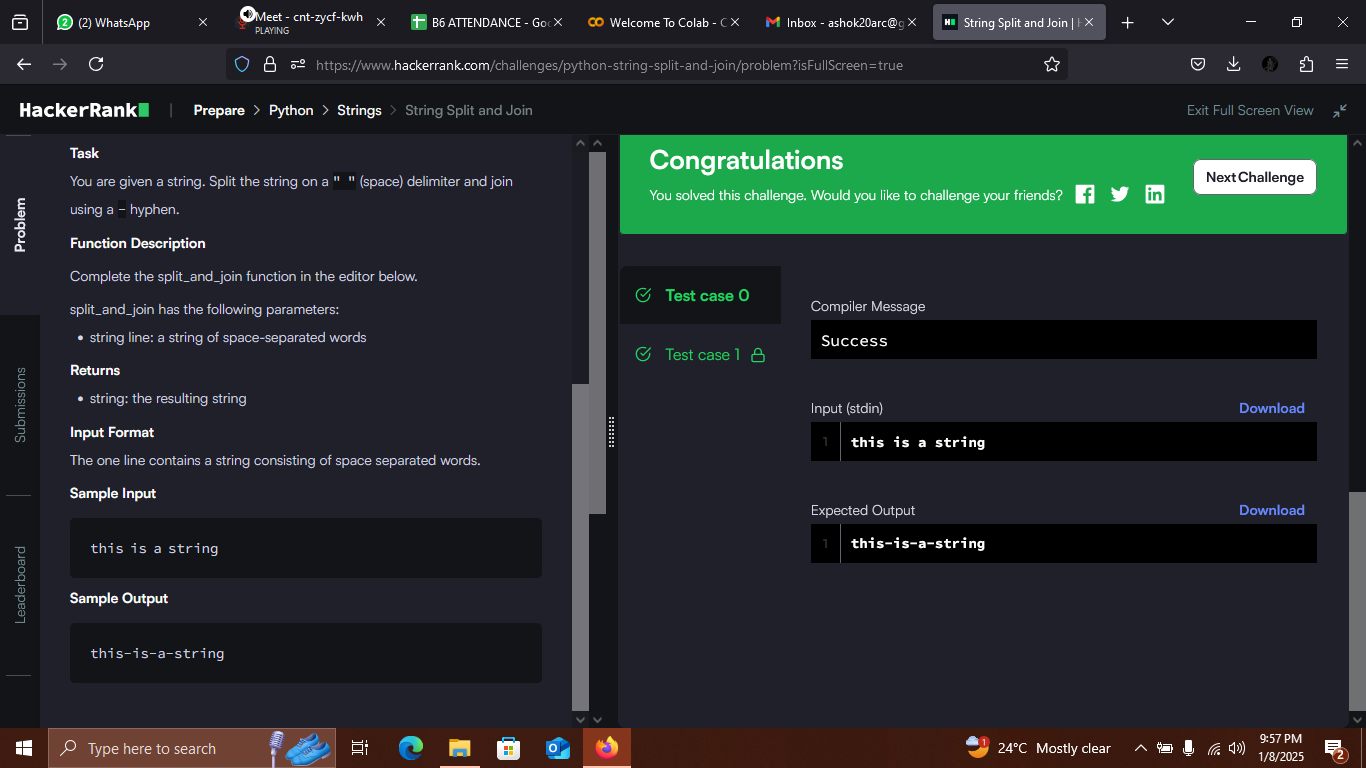 (2) WhatsApp
Meet - cnt-zycf-kwh
PLAYING
B6 ATTENDANCE - Goo
Welcome To Colab - C
Inbox - ashok20arc@g
String Split and Join | H
https://www.hackerrank.com/challenges/python-string-split-and-join/problem?isFullScreen=true
HackerRank
Prepare > Python > Strings > String Split and Join
Exit Full Screen View
Problem
Submissions
Leaderboard
Task
You are given a string. Split the string on a " " (space) delimiter and join
using a - hyphen.
Function Description
Complete the split_and_join function in the editor below.
split_and_join has the following parameters:
• string line: a string of space-separated words
Returns
• string: the resulting string
Input Format
The one line contains a string consisting of space separated words.
Sample Input
this is a string
Sample Output
this-is-a-string
Congratulations
You solved this challenge. Would you like to challenge your friends?
Next Challenge
Test case 0
Test case 1
Compiler Message
Success
Input (stdin)
Download
1 this is a string
Expected Output
Download
1 this-is-a-string
Type here to search
1
24°C Mostly clear
9:57 PM
1/8/2025
2